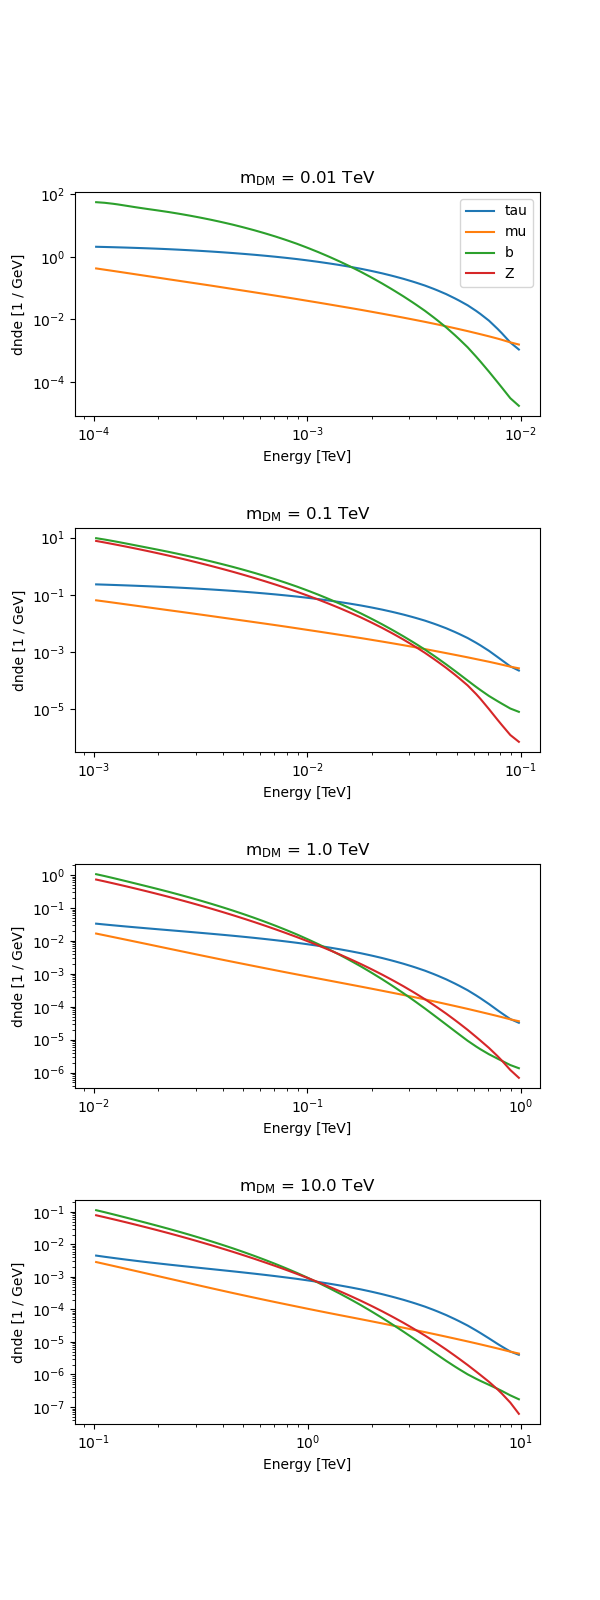 m_DM = 0.01 TeV
10^2
10^0
10^−2
10^−4
dnde [1 / GeV]
tau
mu
b
Z
10^−4 10^−3 10^−2
Energy [TeV]
m_DM = 0.1 TeV
10^1
10^−1
10^−3
10^−5
dnde [1 / GeV]
10^−3 10^−2 10^−1
Energy [TeV]
m_DM = 1.0 TeV
10^0
10^−1
10^−2
10^−3
10^−4
10^−5
10^−6
dnde [1 / GeV]
10^−2 10^−1 10^0
Energy [TeV]
m_DM = 10.0 TeV
10^−1
10^−2
10^−3
10^−4
10^−5
10^−6
10^−7
dnde [1 / GeV]
10^−1 10^0 10^1
Energy [TeV]